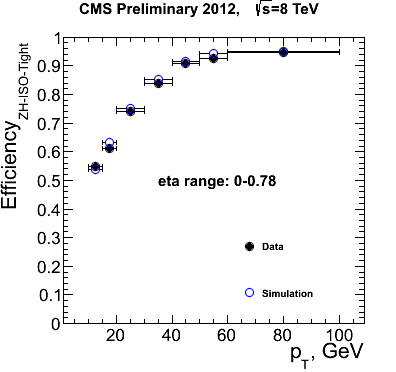 CMS Preliminary 2012, √s=8 TeV
Efficiency ZH-ISO-Tight
1
0.9
0.8
0.7
0.6
0.5
0.4
0.3
0.2
0.1
0
eta range: 0-0.78
Data
Simulation
20 40 60 80 100
p_T, GeV